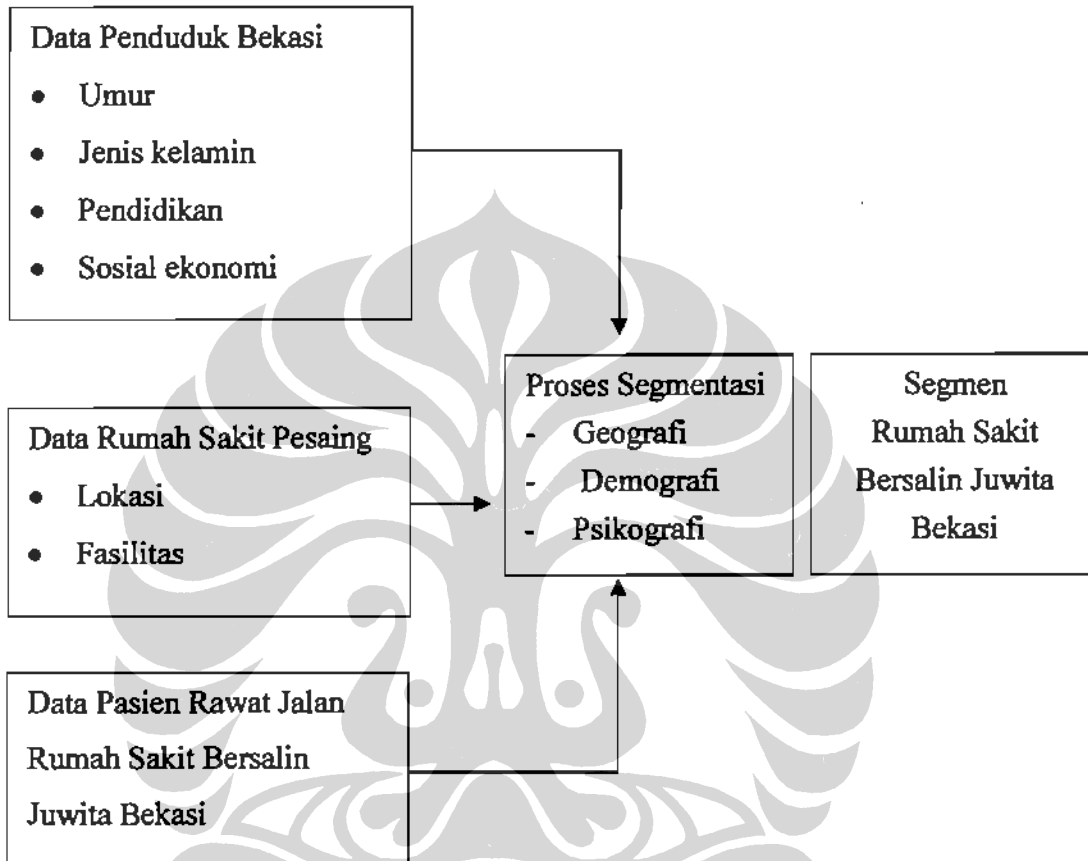 Data Penduduk Bekasi
• Umur
• Jenis kelamin
• Pendidikan
• Sosial ekonomi
Data Rumah Sakit Pesaing
• Lokasi
• Fasilitas
Data Pasien Rawat Jalan
Rumah Sakit Bersalin
Juwita Bekasi
Proses Segmentasi
- Geografi
- Demografi
- Psikografi
Segmen
Rumah Sakit
Bersalin Juwita
Bekasi